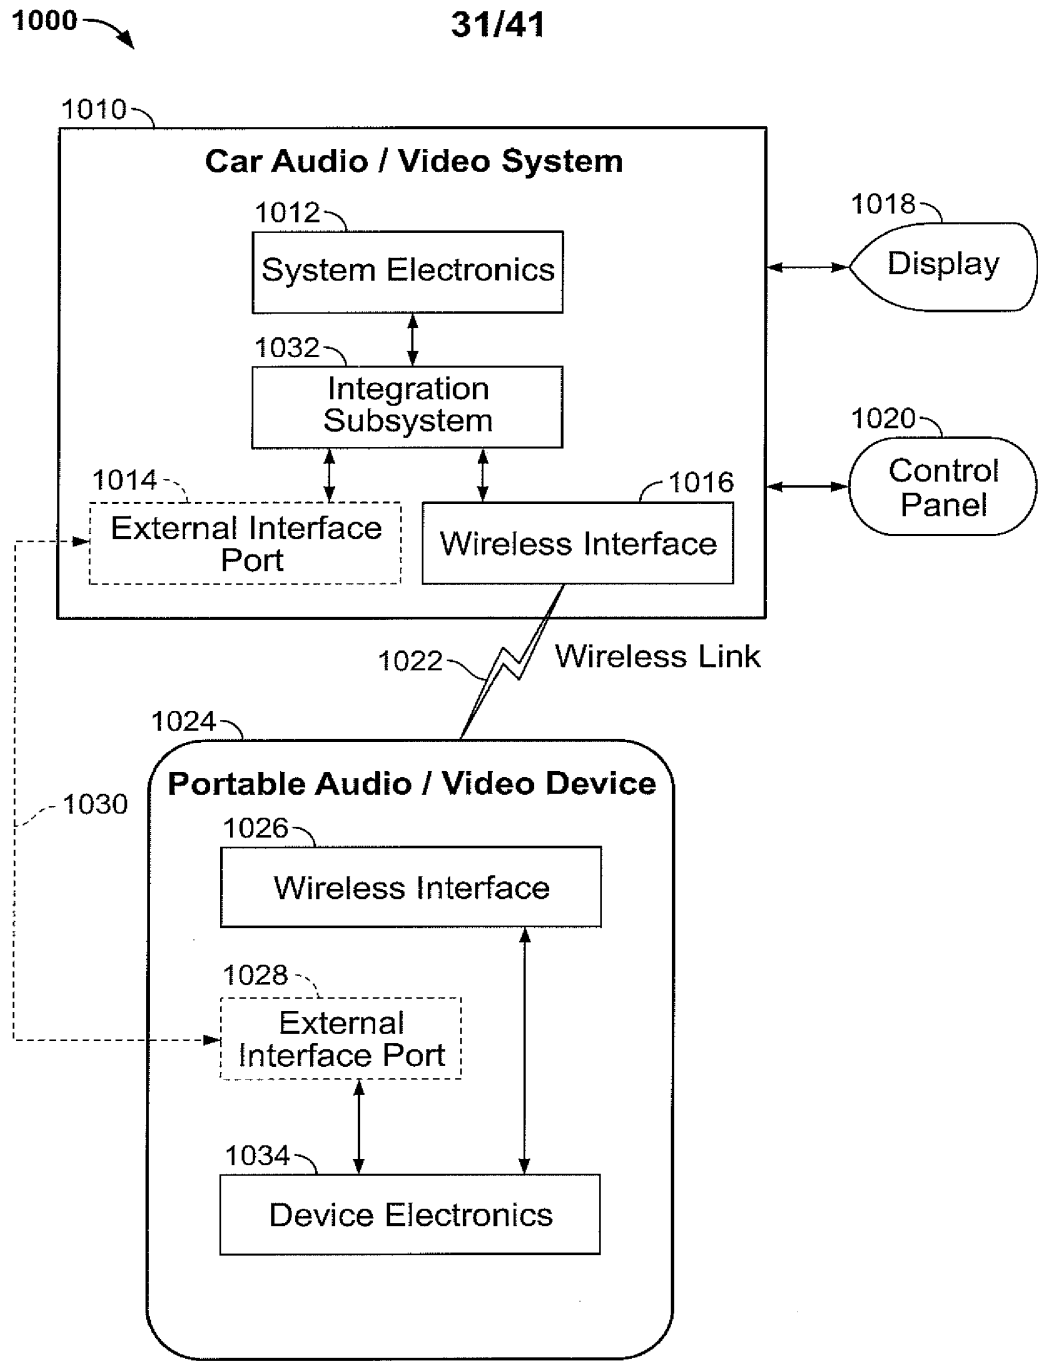 1000
31/41
1010
Car Audio / Video System
1012
System Electronics
1018
Display
1032
Integration
Subsystem
1020
Control
Panel
1014
External Interface
Port
1016
Wireless Interface
1022
Wireless Link
1024
Portable Audio / Video Device
1030
1026
Wireless Interface
1028
External
Interface Port
1034
Device Electronics